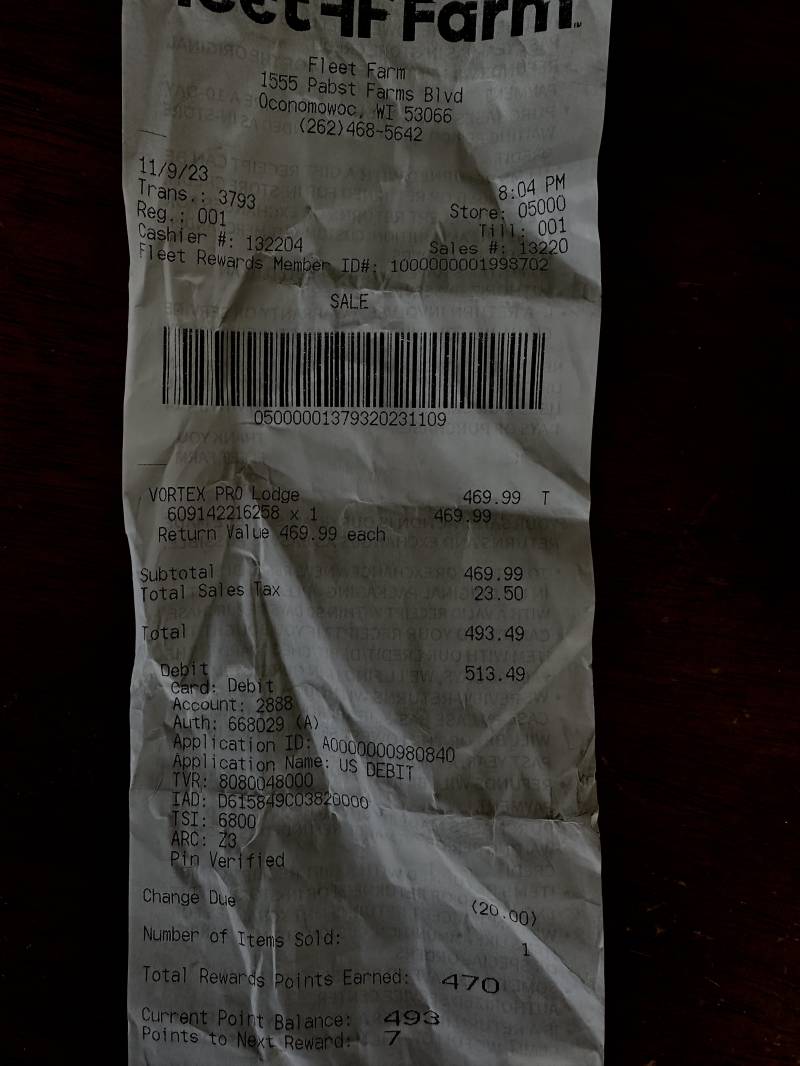 Fleet Farm
Fleet Farm
1555 Pabst Farms Blvd
Oconomowoc, WI 53066
(262)468-5642
11/9/23 8:04 PM
Trans.: 3793 Store: 05000
Reg.: 001 Till: 001
Cashier #: 132204 Sales #: 13220
Fleet Rewards Member ID#: 1000000001998702
SALE
05000001379320231109
VORTEX PRO Lodge 469.99 T
609142216258 x 1 469.99
Return Value 469.99 each
Subtotal 469.99
Total Sales Tax 23.50
Total 493.49
Debit 513.49
Card: Debit
Account: 2888
Auth: 668029 (A)
Application ID: A0000000980840
Application Name: US DEBIT
TVR: 8080048000
IAD: D615849C03820000
TSI: 6800
ARC: Z3
Pin Verified
Change Due (20.00)
Number of Items Sold: 1
Total Rewards Points Earned: 470
Current Point Balance: 493
Points to Next Reward: 7